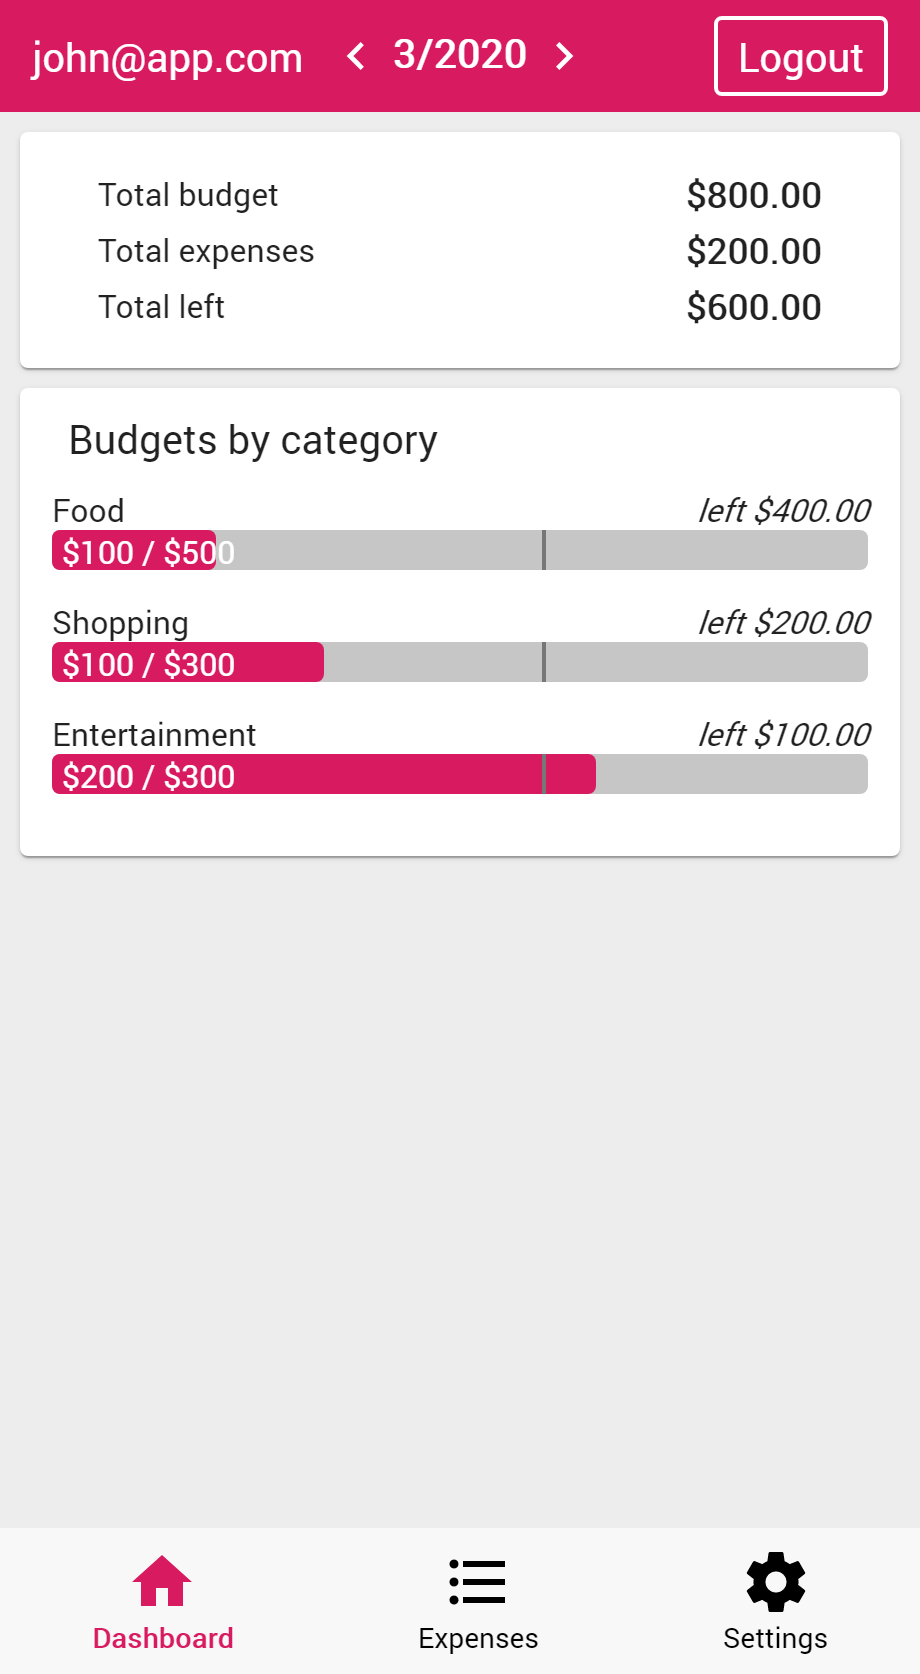 john@app.com 3/2020 Logout
Total budget $800.00
Total expenses $200.00
Total left $600.00
Budgets by category
Food left $400.00
$100 / $500
Shopping left $200.00
$100 / $300
Entertainment left $100.00
$200 / $300
Dashboard Expenses Settings